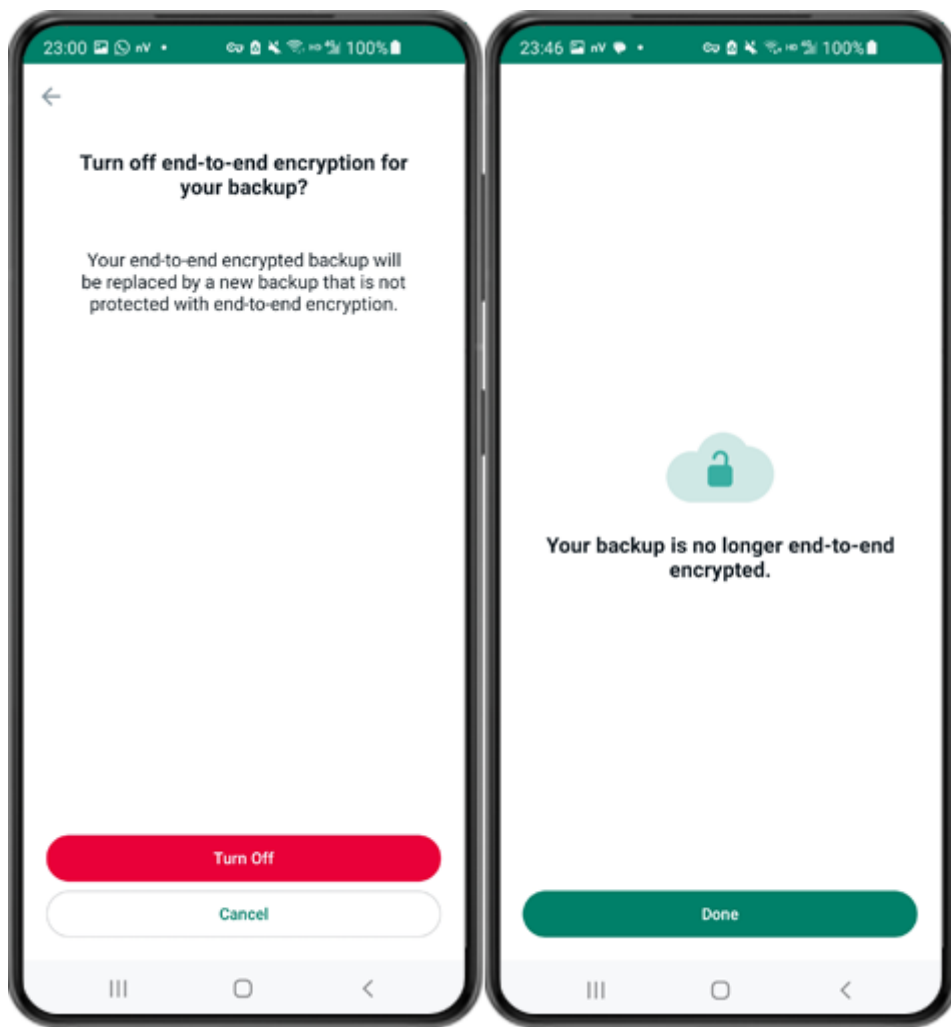 23:00 nV
100%
Turn off end-to-end encryption for
your backup?
Your end-to-end encrypted backup will
be replaced by a new backup that is not
protected with end-to-end encryption.
Turn Off
Cancel
23:46 nV
100%
Your backup is no longer end-to-end
encrypted.
Done